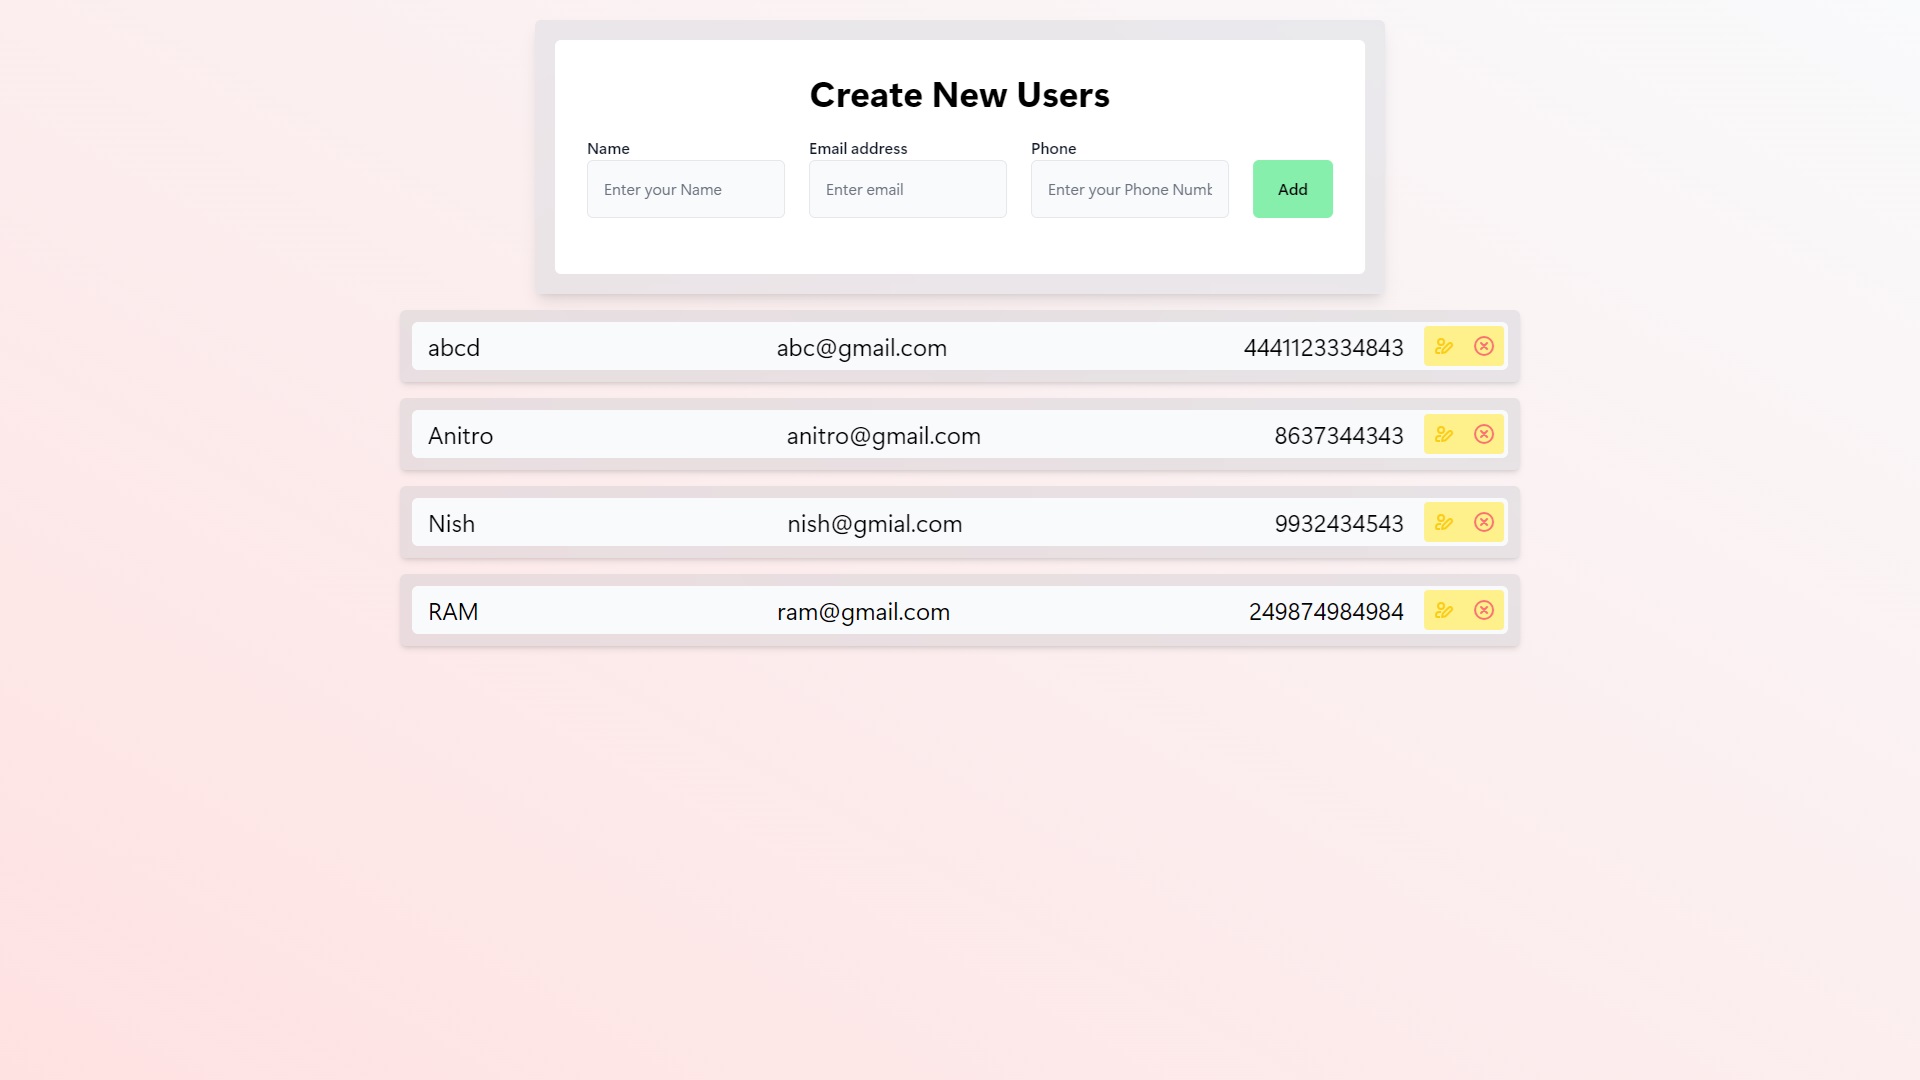 Create New Users
Name Email address Phone
Enter your Name Enter email Enter your Phone Numb Add
abcd abc@gmail.com 4441123334843
Anitro anitro@gmail.com 8637344343
Nish nish@gmial.com 9932434543
RAM ram@gmail.com 249874984984